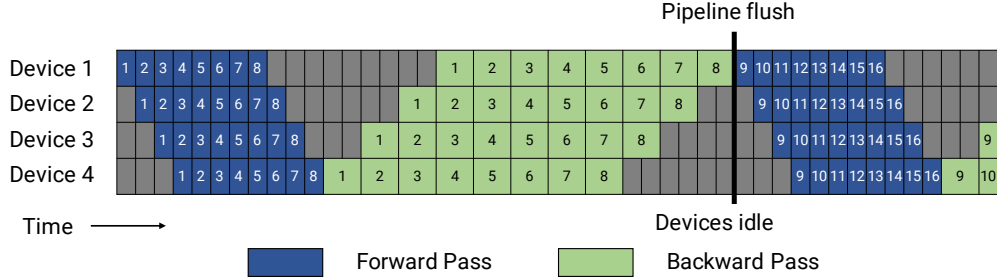 Pipeline flush
Device 1 1 2 3 4 5 6 7 8 1 2 3 4 5 6 7 8 9 10 11 12 13 14 15 16
Device 2 1 2 3 4 5 6 7 8 1 2 3 4 5 6 7 8 9 10 11 12 13 14 15 16
Device 3 1 2 3 4 5 6 7 8 1 2 3 4 5 6 7 8 9 10 11 12 13 14 15 16 9
Device 4 1 2 3 4 5 6 7 8 1 2 3 4 5 6 7 8 9 10 11 12 13 14 15 16 9 10
Time Devices idle
Forward Pass Backward Pass